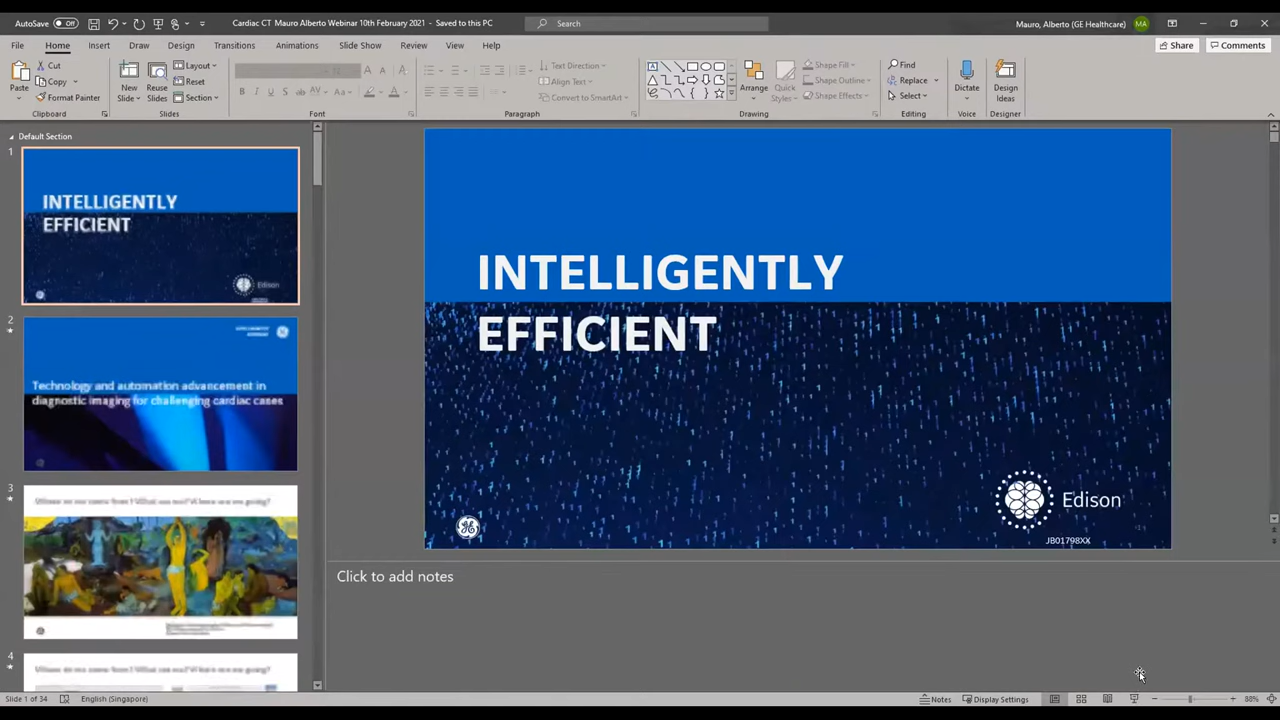 AutoSave Off
Cardiac CT Mauro Alberto Webinar 10th February 2021 - Saved to this PC
Search
Mauro, Alberto (GE Healthcare) MA
File Home Insert Draw Design Transitions Animations Slide Show Review View Help
Share Comments
Paste
Cut
Copy
Format Painter
Clipboard
New Slides
Reuse Slides
Layout
Reset
Section
Slides
Font
Text Direction
Align Text
Convert to SmartArt
Paragraph
Arrange
Quick Styles
Shape Fill
Shape Outline
Shape Effects
Drawing
Find
Replace
Select
Editing
Dictate
Voice
Design Ideas
Designer
Default Section
1
INTELLIGENTLY
EFFICIENT
Edison
2
Technology and automation advancement in
diagnostic imaging for challenging cardiac cases
3
4
INTELLIGENTLY
EFFICIENT
Edison
JB01798XX
Click to add notes
Slide 1 of 34
English (Singapore)
Notes
Display Settings
88%